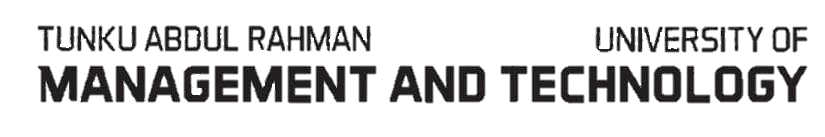 TUNKU ABDUL RAHMAN UNIVERSITY OF
MANAGEMENT AND TECHNOLOGY